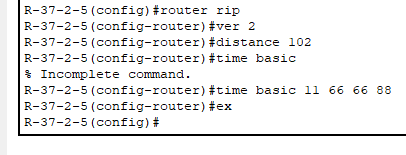 R-37-2-5(config)#router rip
R-37-2-5(config-router)#ver 2
R-37-2-5(config-router)#distance 102
R-37-2-5(config-router)#time basic
% Incomplete command.
R-37-2-5(config-router)#time basic 11 66 66 88
R-37-2-5(config-router)#ex
R-37-2-5(config)#